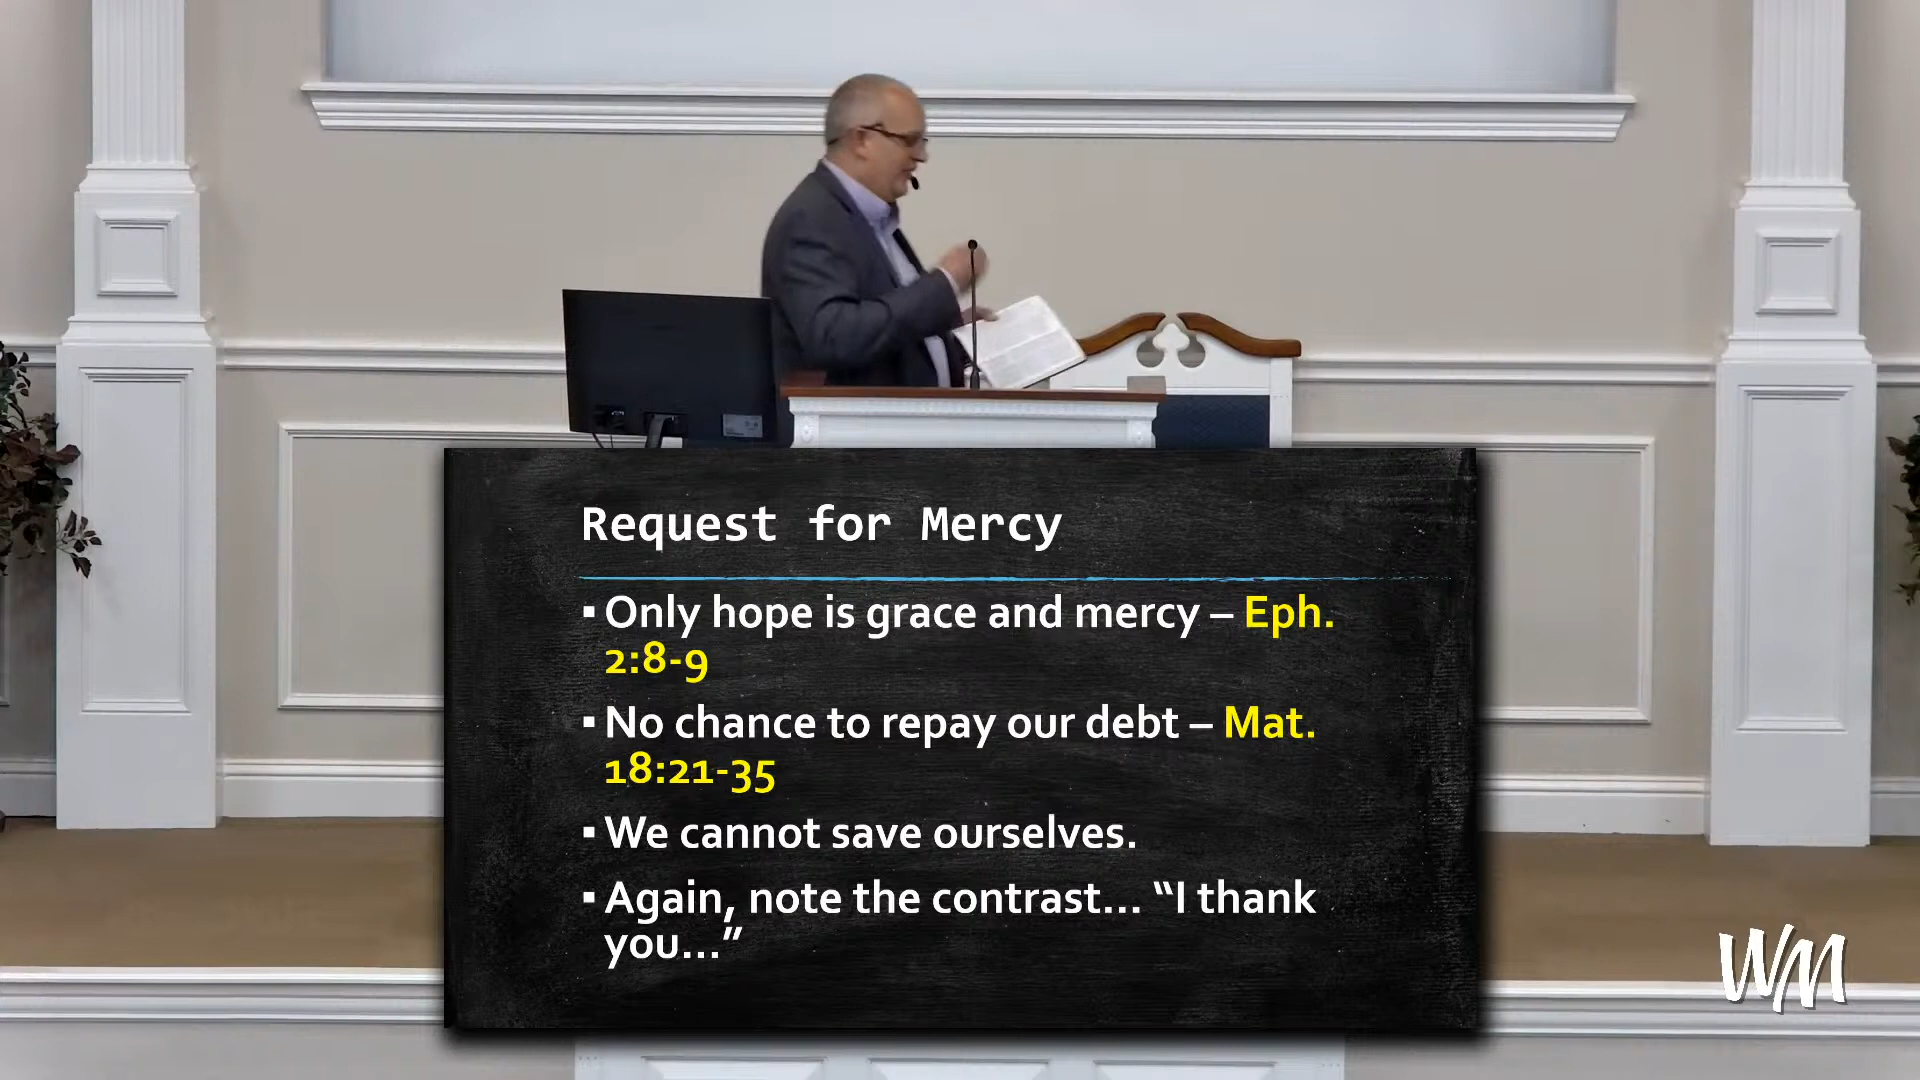 Request for Mercy
▪ Only hope is grace and mercy – Eph.
2:8-9
▪ No chance to repay our debt – Mat.
18:21-35
▪ We cannot save ourselves.
▪ Again, note the contrast… “I thank
you…”
WM